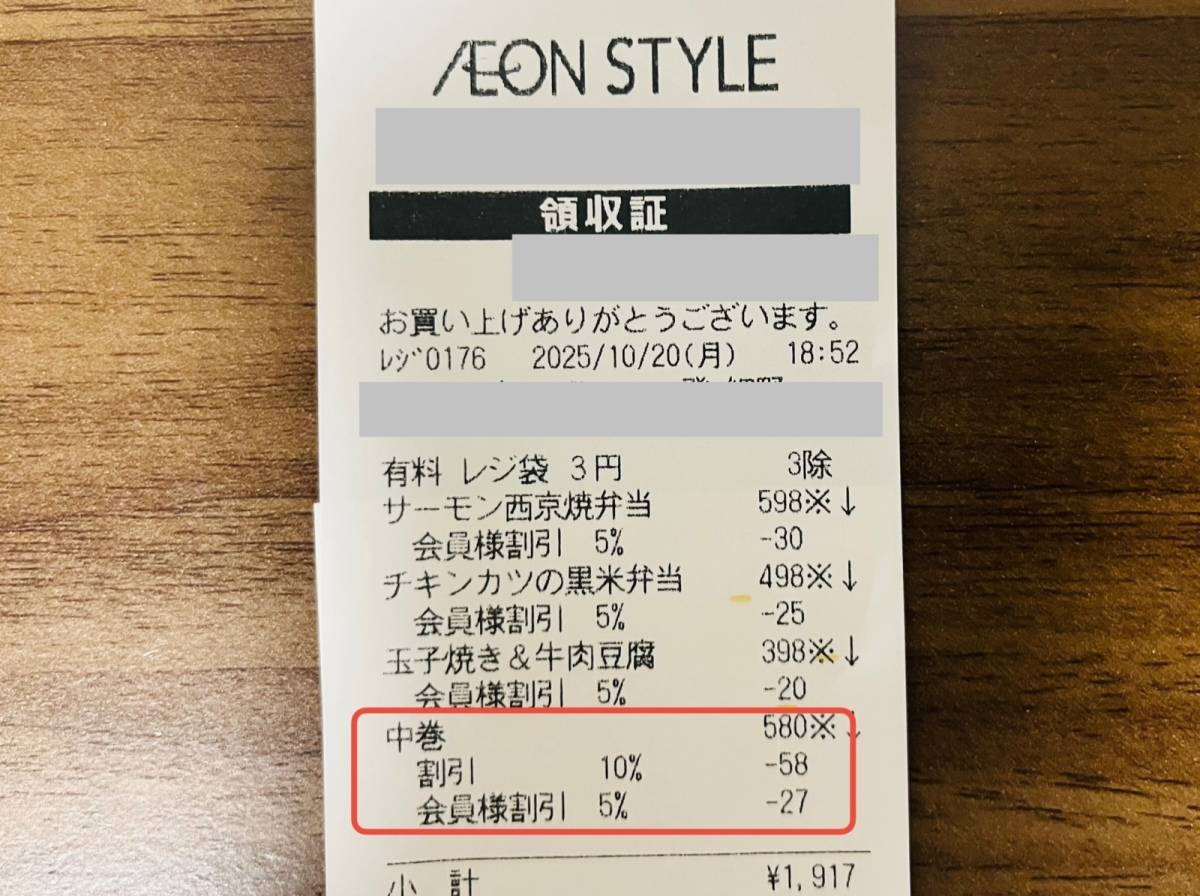 ÆON STYLE
領収証
お買い上げありがとうございます。
ﾚｼﾞ0176 2025/10/20(月) 18:52
有料 レジ袋 3円 3除
サーモン西京焼弁当 598※↓
会員様割引 5% -30
チキンカツの黒米弁当 498※↓
会員様割引 5% -25
玉子焼き&牛肉豆腐 398※↓
会員様割引 5% -20
中巻 580※↓
割引 10% -58
会員様割引 5% -27
小計 ¥1,917